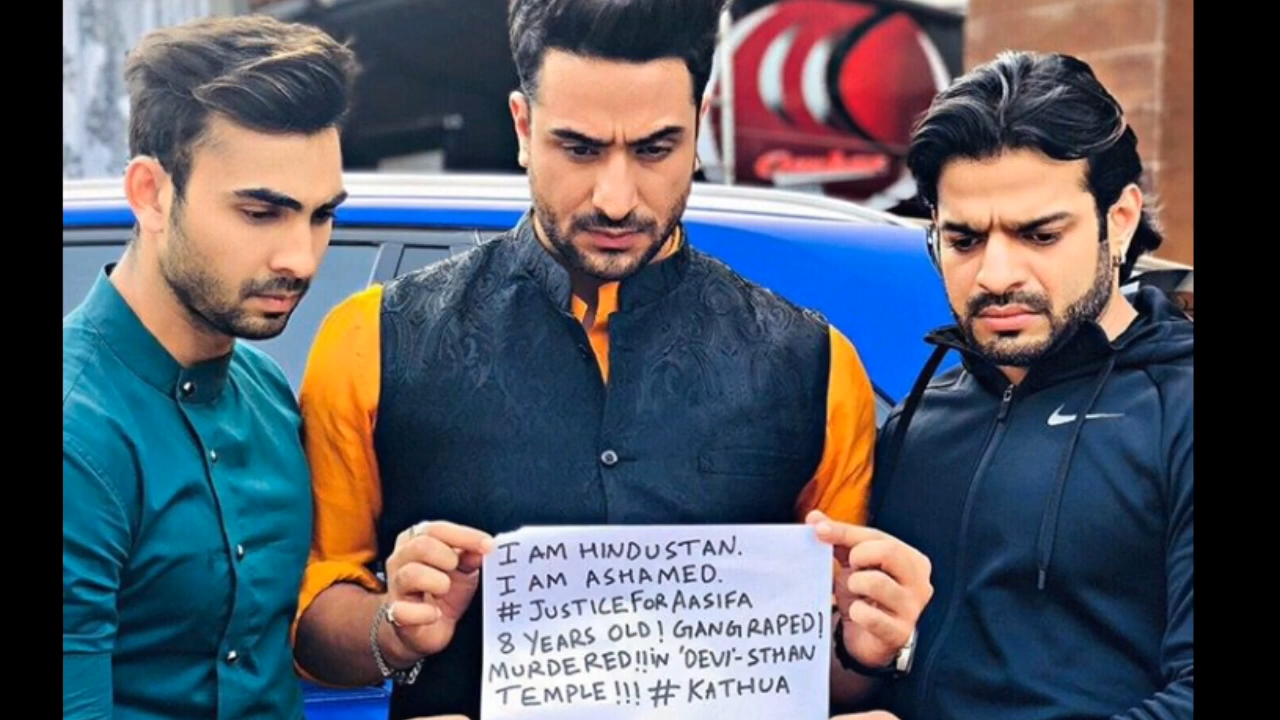 I AM HINDUSTAN.
I AM ASHAMED.
# JUSTICEFORAASIFA
8 YEARS OLD! GANGRAPED!
MURDERED!!iN 'DEVI'-STHAN
TEMPLE!!! # KATHUA